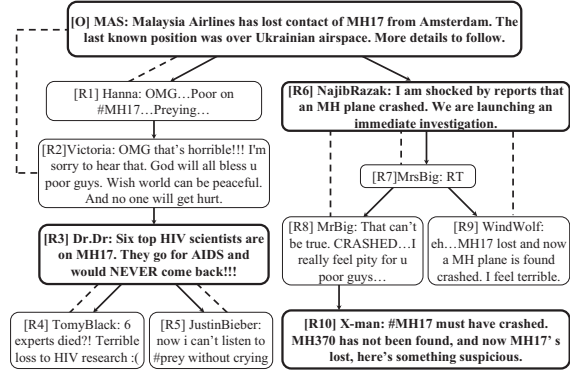 [O] MAS: Malaysia Airlines has lost contact of MH17 from Amsterdam. The
last known position was over Ukrainian airspace. More details to follow.
[R1] Hanna: OMG…Poor on
#MH17…Preying…
[R6] NajibRazak: I am shocked by reports that
an MH plane crashed. We are launching an
immediate investigation.
[R2]Victoria: OMG that's horrible!!! I'm
sorry to hear that. God will all bless u
poor guys. Wish world can be peaceful.
And no one will get hurt.
[R7]MrsBig: RT
[R3] Dr.Dr: Six top HIV scientists are
on MH17. They go for AIDS and
would NEVER come back!!!
[R8] MrBig: That can't
be true. CRASHED…I
really feel pity for u
poor guys…
[R9] WindWolf:
eh…MH17 lost and now
a MH plane is found
crashed. I feel terrible.
[R4] TomyBlack: 6
experts died?! Terrible
loss to HIV research :(
[R5] JustinBieber:
now i can't listen to
#prey without crying
[R10] X-man: #MH17 must have crashed.
MH370 has not been found, and now MH17' s
lost, here's something suspicious.